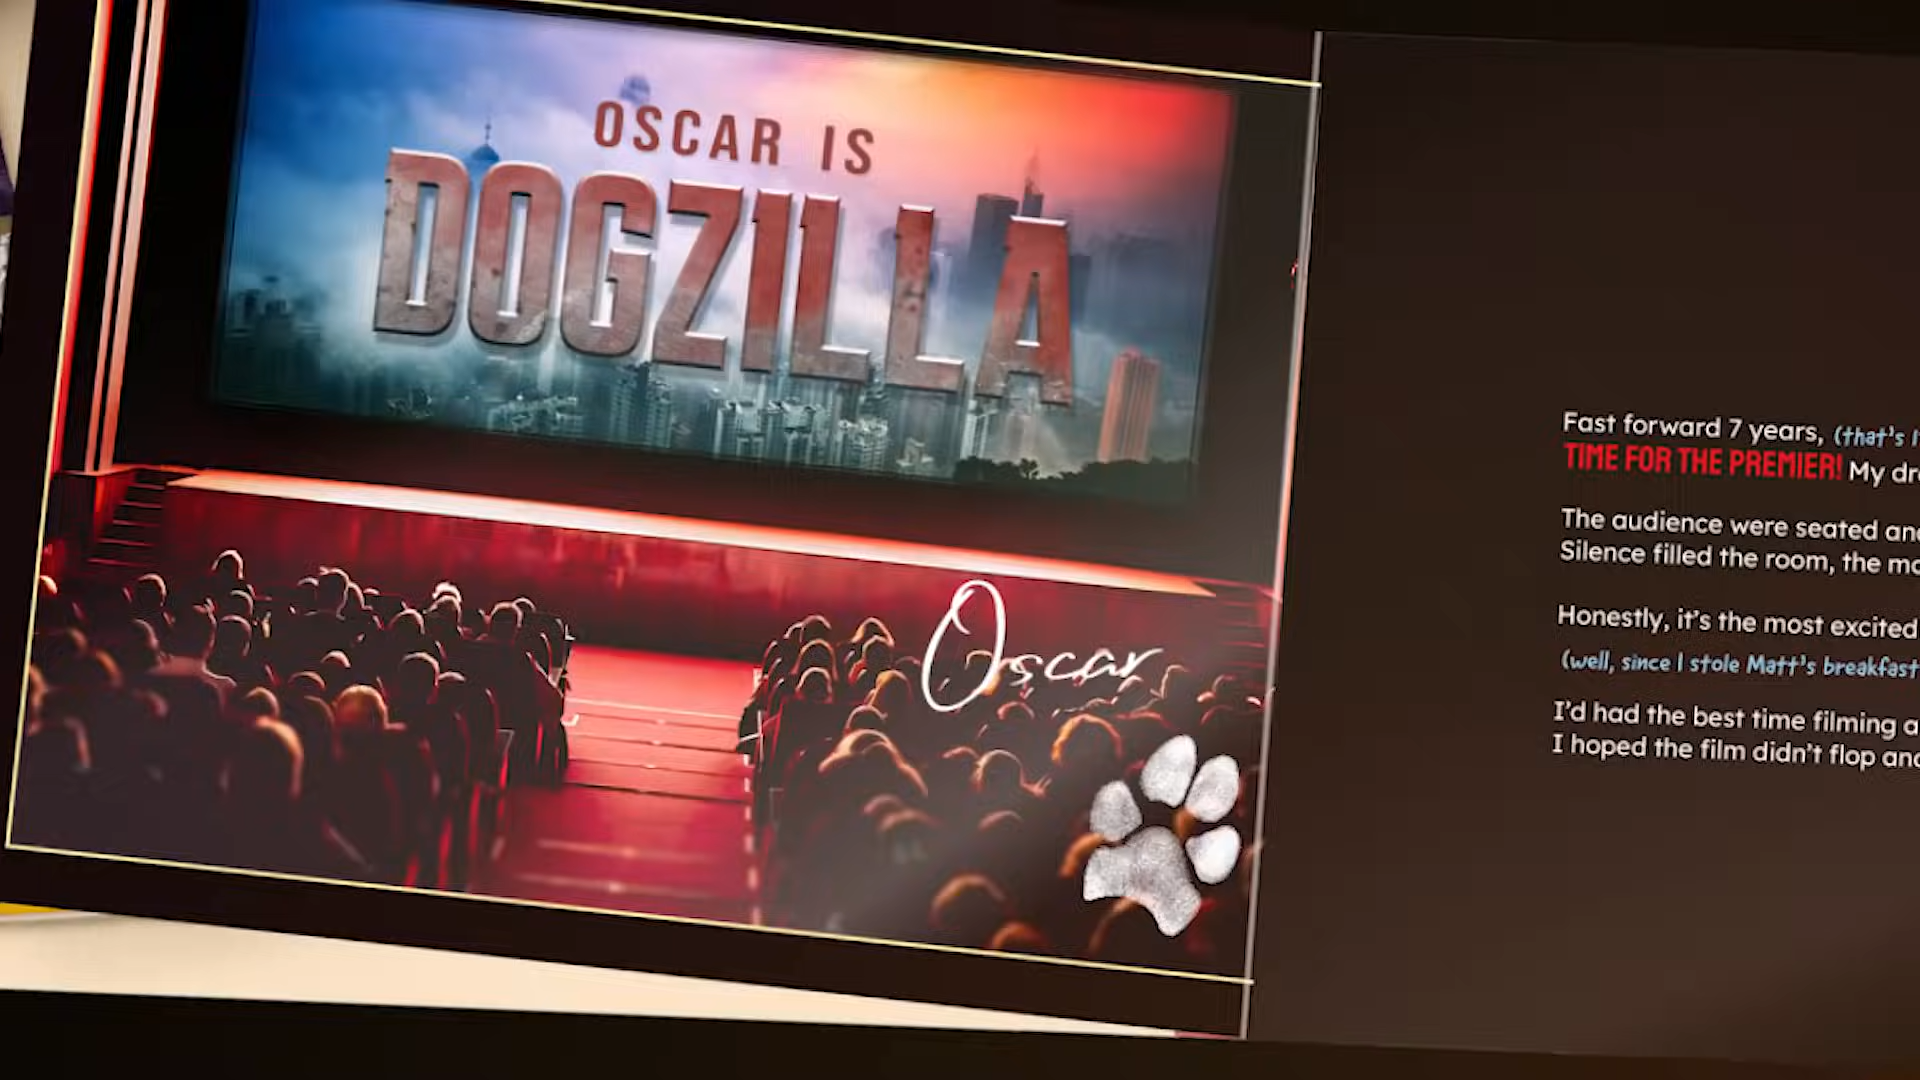 OSCAR IS
DOGZILLA
Oscar
Fast forward 7 years, (that's
TIME FOR THE PREMIER! My
The audience were seated
Silence filled the room, the
Honestly, it's the most excited
(well, since I stole Matt's breakfast
I'd had the best time filming
I hoped the film didn't flop